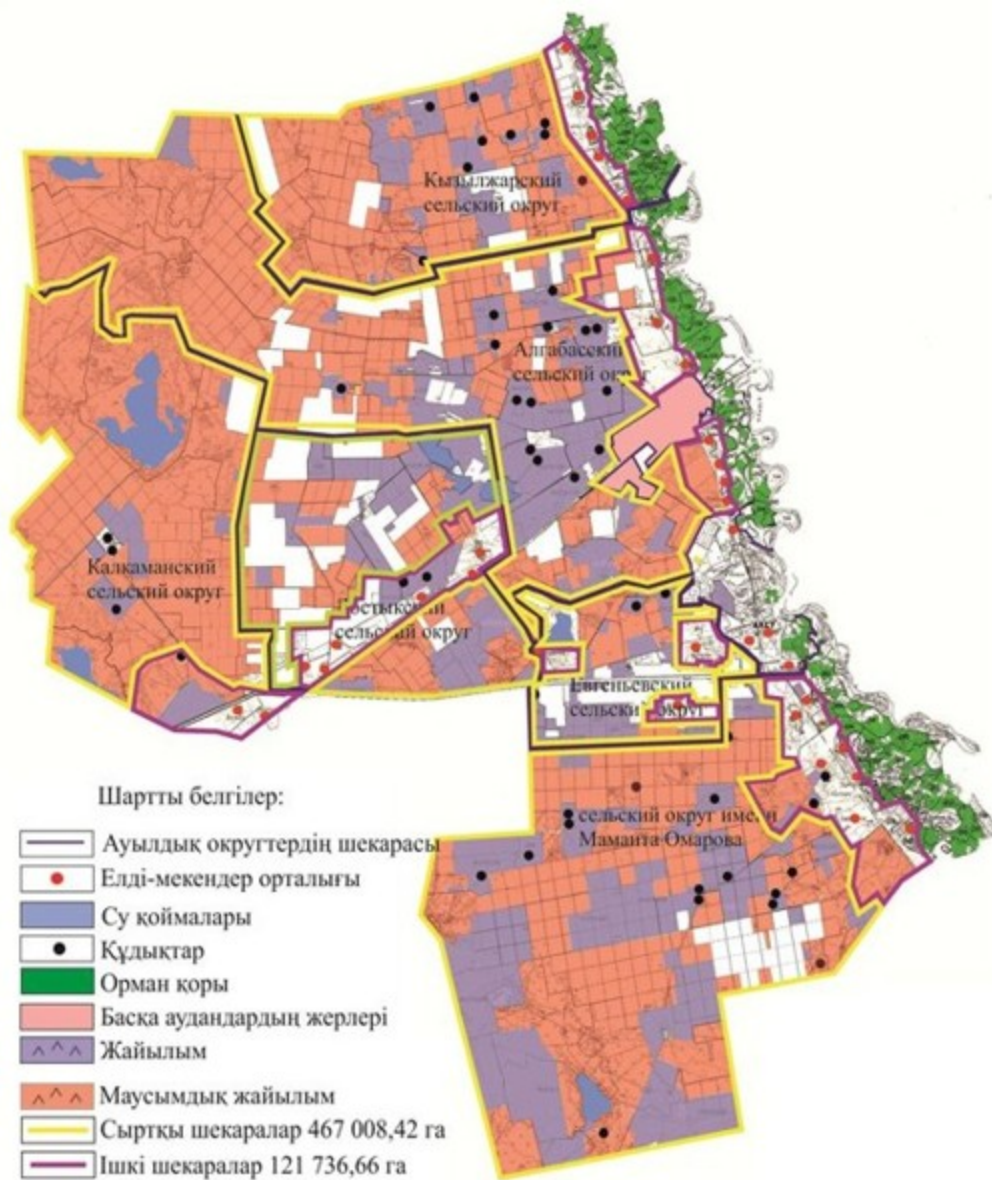 Кызылжарский
сельский округ
Алгабасский
сельский округ
Калкаманский
сельский округ
сельский округ
Евгеньевский
сельский округ
сельский округ имени
Мамаита Омарова
Шартты белгілер:
Ауылдық округтердің шекарасы
Елді-мекендер орталығы
Су қоймалары
Құдықтар
Орман қоры
Басқа аудандардың жерлері
Жайылым
Маусымдық жайылым
Сыртқы шекаралар 467 008,42 га
Ішкі шекаралар 121 736,66 га